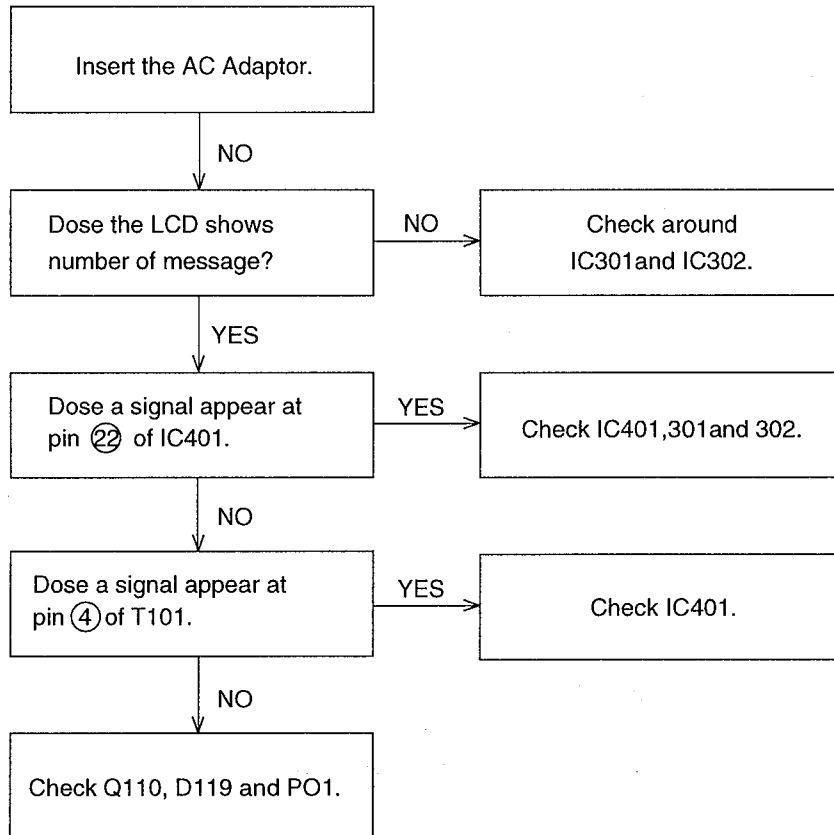 Insert the AC Adaptor.
NO
Dose the LCD shows
number of message?
NO
Check around
IC301and IC302.
YES
Dose a signal appear at
pin 22 of IC401.
YES
Check IC401,301and 302.
NO
Dose a signal appear at
pin 4 of T101.
YES
Check IC401.
NO
Check Q110, D119 and PO1.